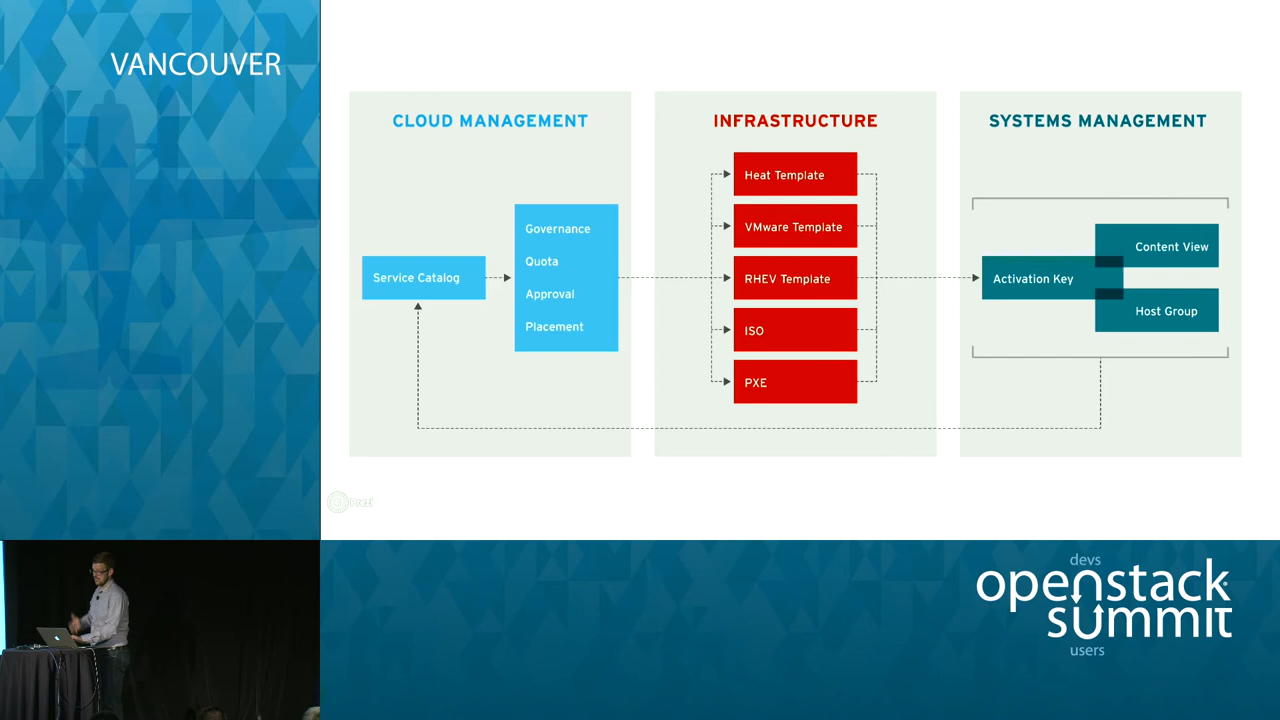 VANCOUVER
CLOUD MANAGEMENT
Service Catalog
Governance
Quota
Approval
Placement
INFRASTRUCTURE
Heat Template
VMware Template
RHEV Template
ISO
PXE
SYSTEMS MANAGEMENT
Activation Key
Content View
Host Group
Prezi
devs
openstack
summit
users